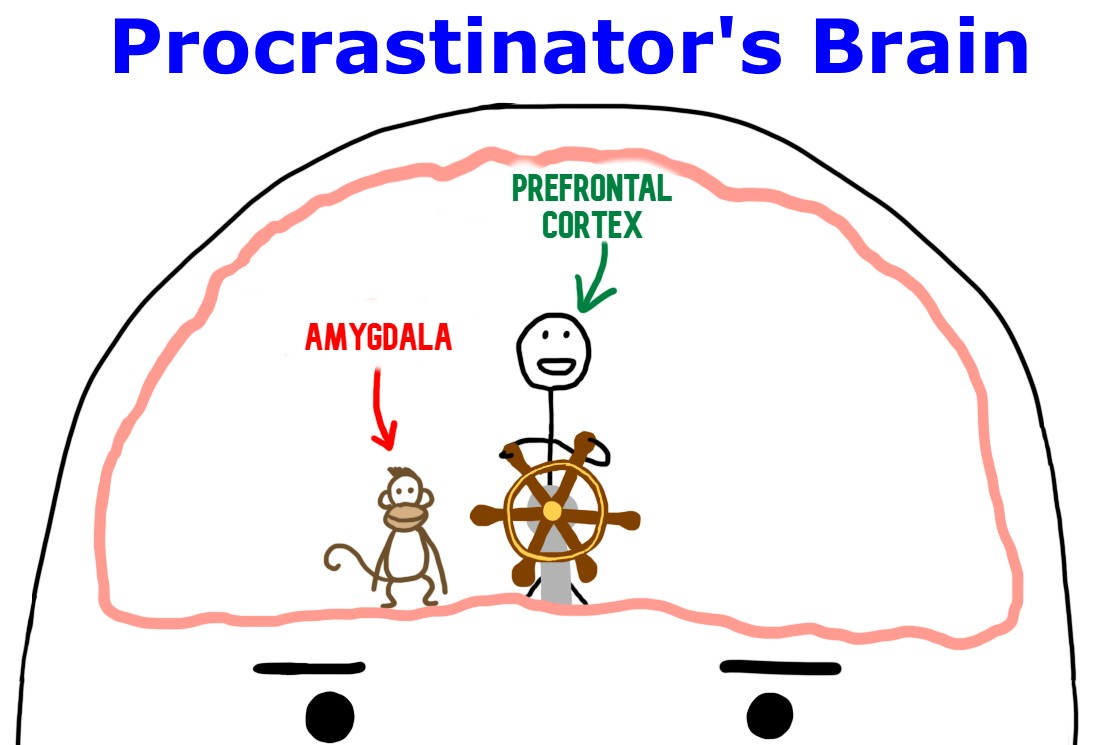 Procrastinator's Brain
PREFRONTAL
CORTEX
AMYGDALA